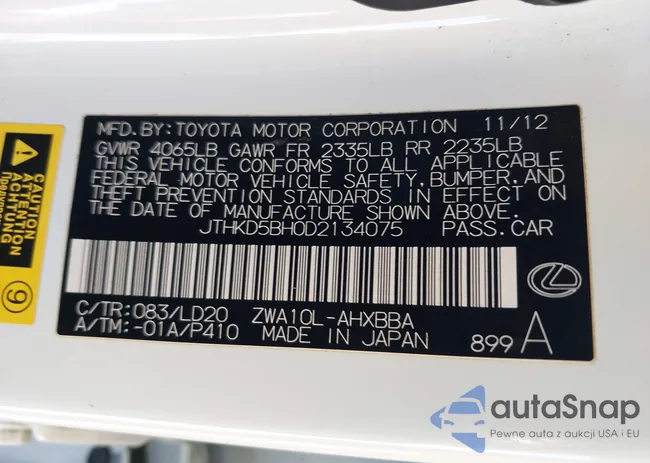 MFD.BY:TOYOTA MOTOR CORPORATION 11/12
GVWR 4065LB GAWR FR 2335LB RR 2235LB
THIS VEHICLE CONFORMS TO ALL APPLICABLE
FEDERAL MOTOR VEHICLE SAFETY,BUMPER,AND
THEFT PREVENTION STANDARDS IN EFFECT ON
THE DATE OF MANUFACTURE SHOWN ABOVE.
JTHKD5BH0D2134075 PASS.CAR
C/TR:083/LD20 ZWA10L-AHXBBA
A/TM:-01A/P410 MADE IN JAPAN 899 A
CAUTION
ATTENTION
ACHTUNG
9
autaSnap
Pewne auta z aukcji USA i EU